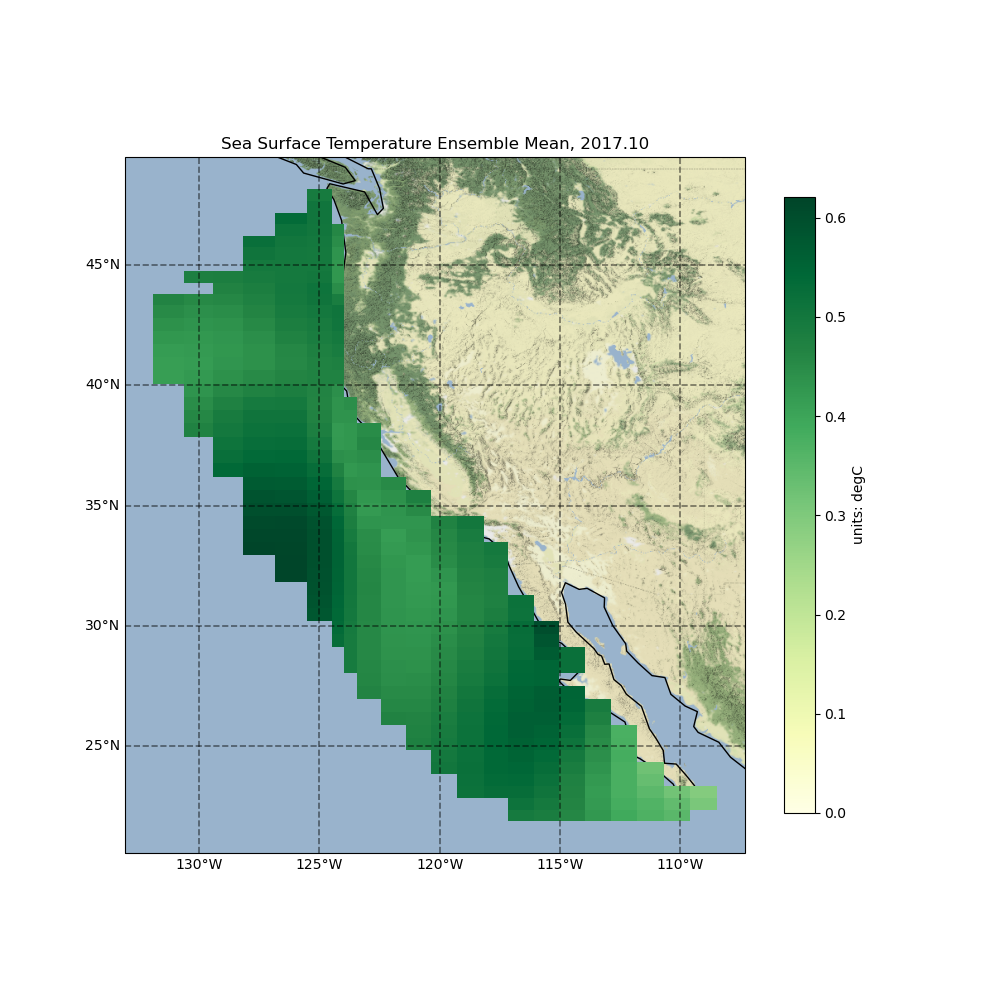 Sea Surface Temperature Ensemble Mean, 2017.10
45°N
40°N
35°N
30°N
25°N
130°W
125°W
120°W
115°W
110°W
0.6
0.5
0.4
0.3
0.2
0.1
0.0
units: degC